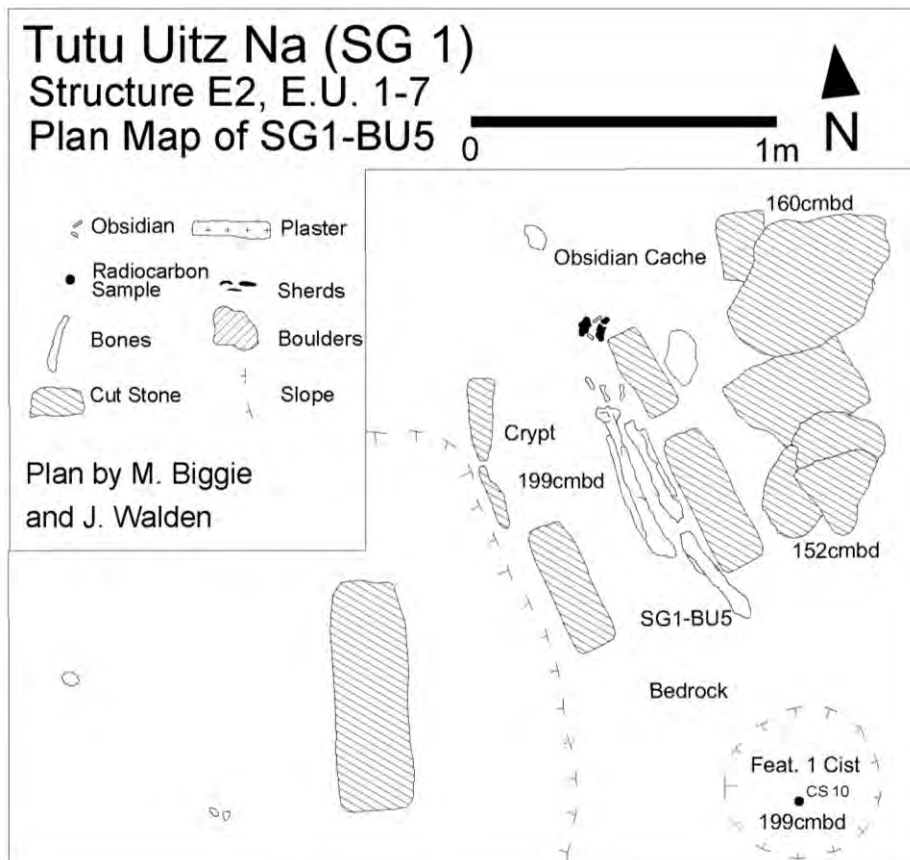 Tutu Uitz Na (SG 1)
Structure E2, E.U. 1-7
Plan Map of SG1-BU5
0
1m
N
Obsidian
Plaster
Radiocarbon
Sample
Sherds
Bones
Boulders
Cut Stone
Slope
Plan by M. Biggie
and J. Walden
160cmbd
Obsidian Cache
Crypt
199cmbd
152cmbd
SG1-BU5
Bedrock
Feat. 1 Cist
CS 10
199cmbd